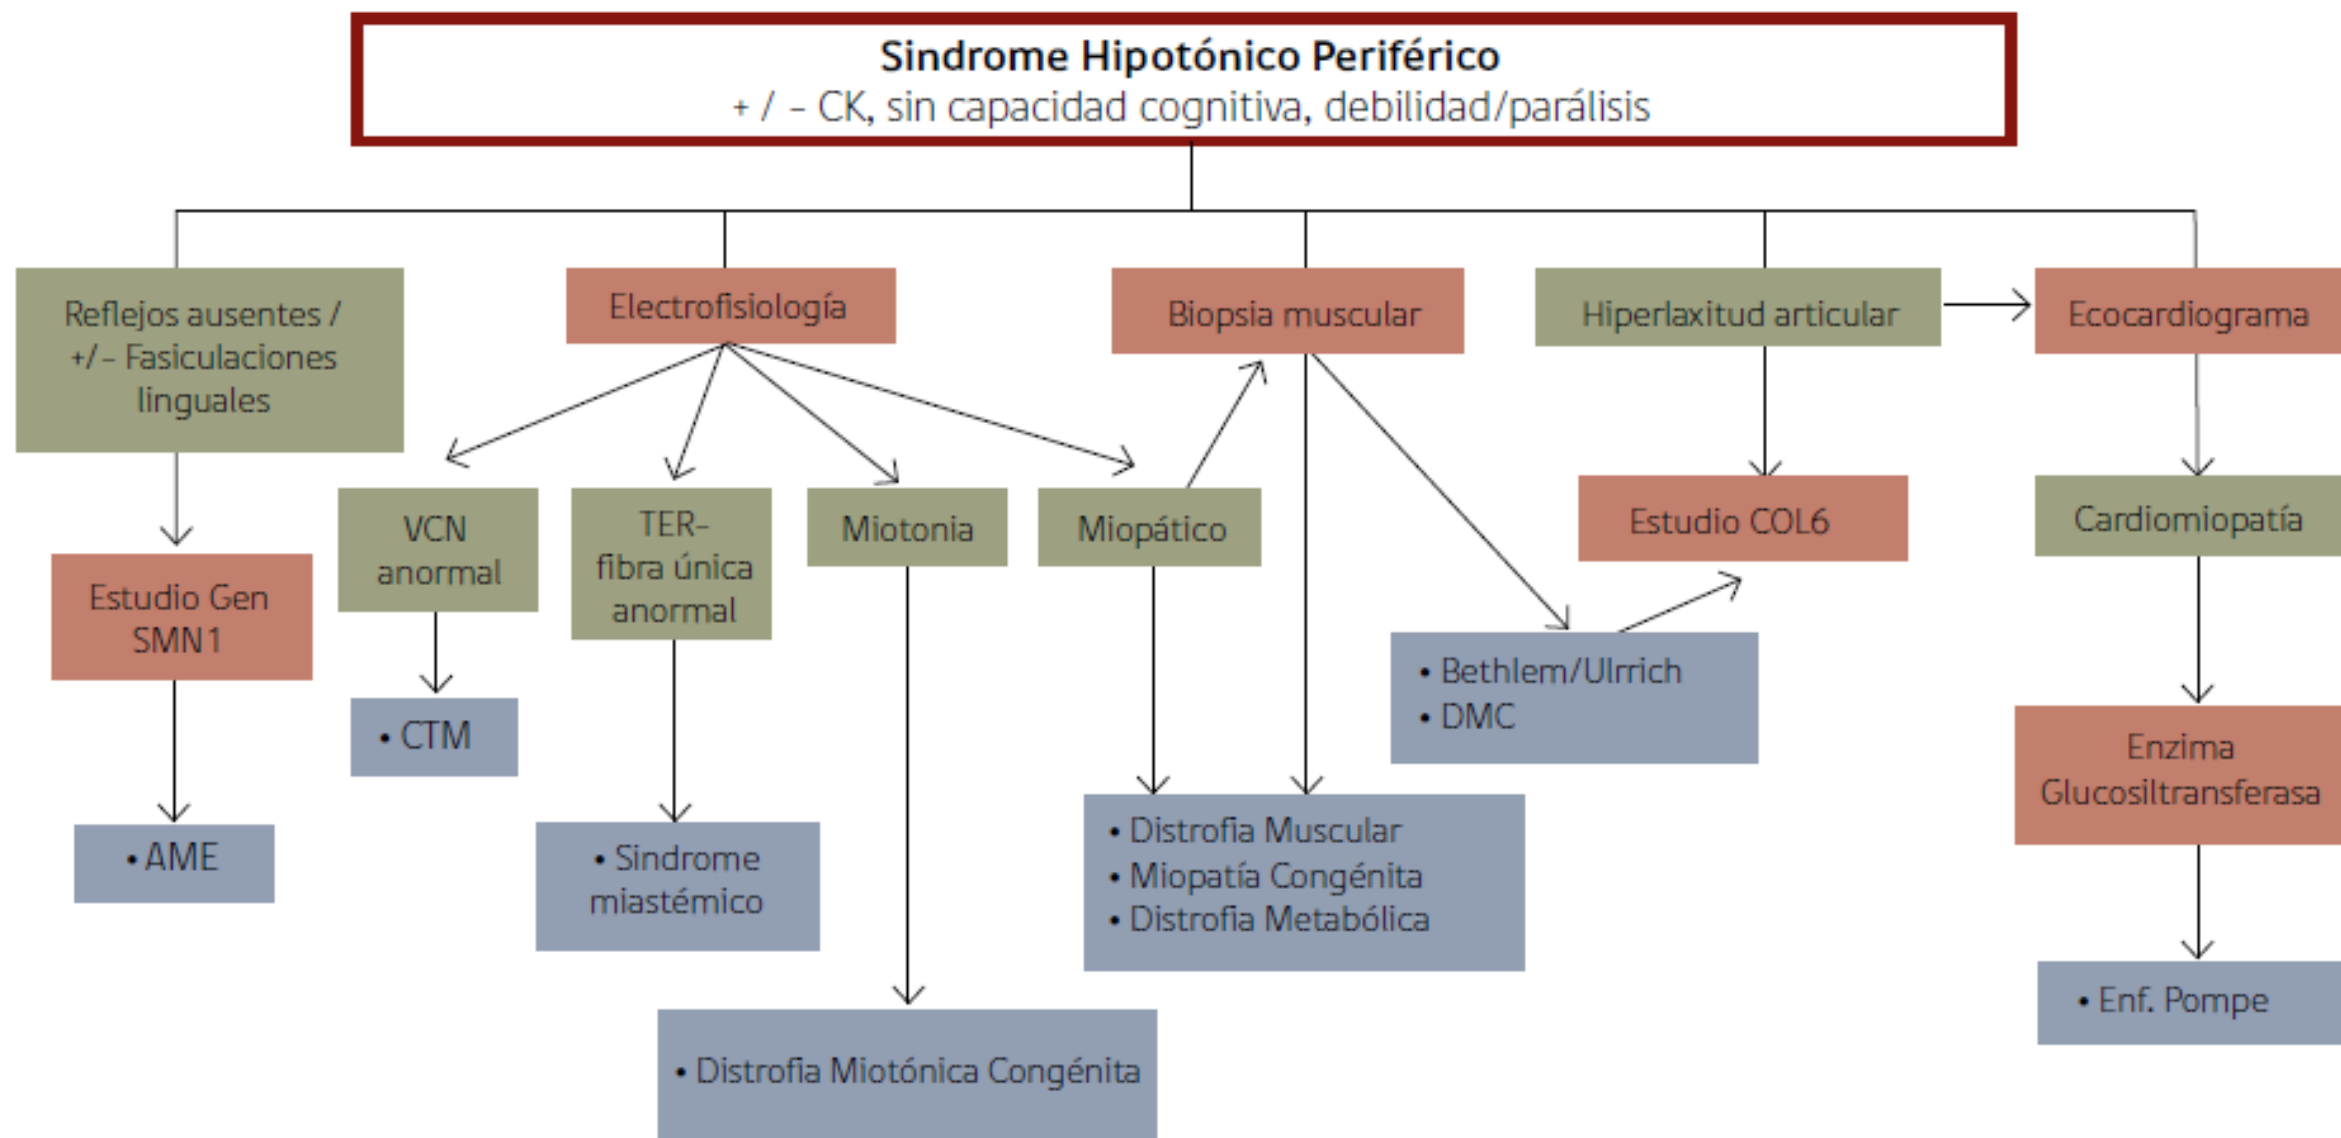 Sindrome Hipotónico Periférico
+ / - CK, sin capacidad cognitiva, debilidad/parálisis
Reflejos ausentes /
+/- Fasiculaciones
linguales
Electrofisiología
Biopsia muscular
Hiperlaxitud articular
Ecocardiograma
VCN
anormal
TER-
fibra única
anormal
Miotonia
Miopático
Estudio COL6
Cardiomiopatía
Estudio Gen
SMN1
• CTM
• Bethlem/Ulrrich
• DMC
Enzima
Glucosiltransferasa
• AME
• Sindrome
miastémico
• Distrofia Muscular
• Miopatía Congénita
• Distrofia Metabólica
• Enf. Pompe
• Distrofia Miotónica Congénita